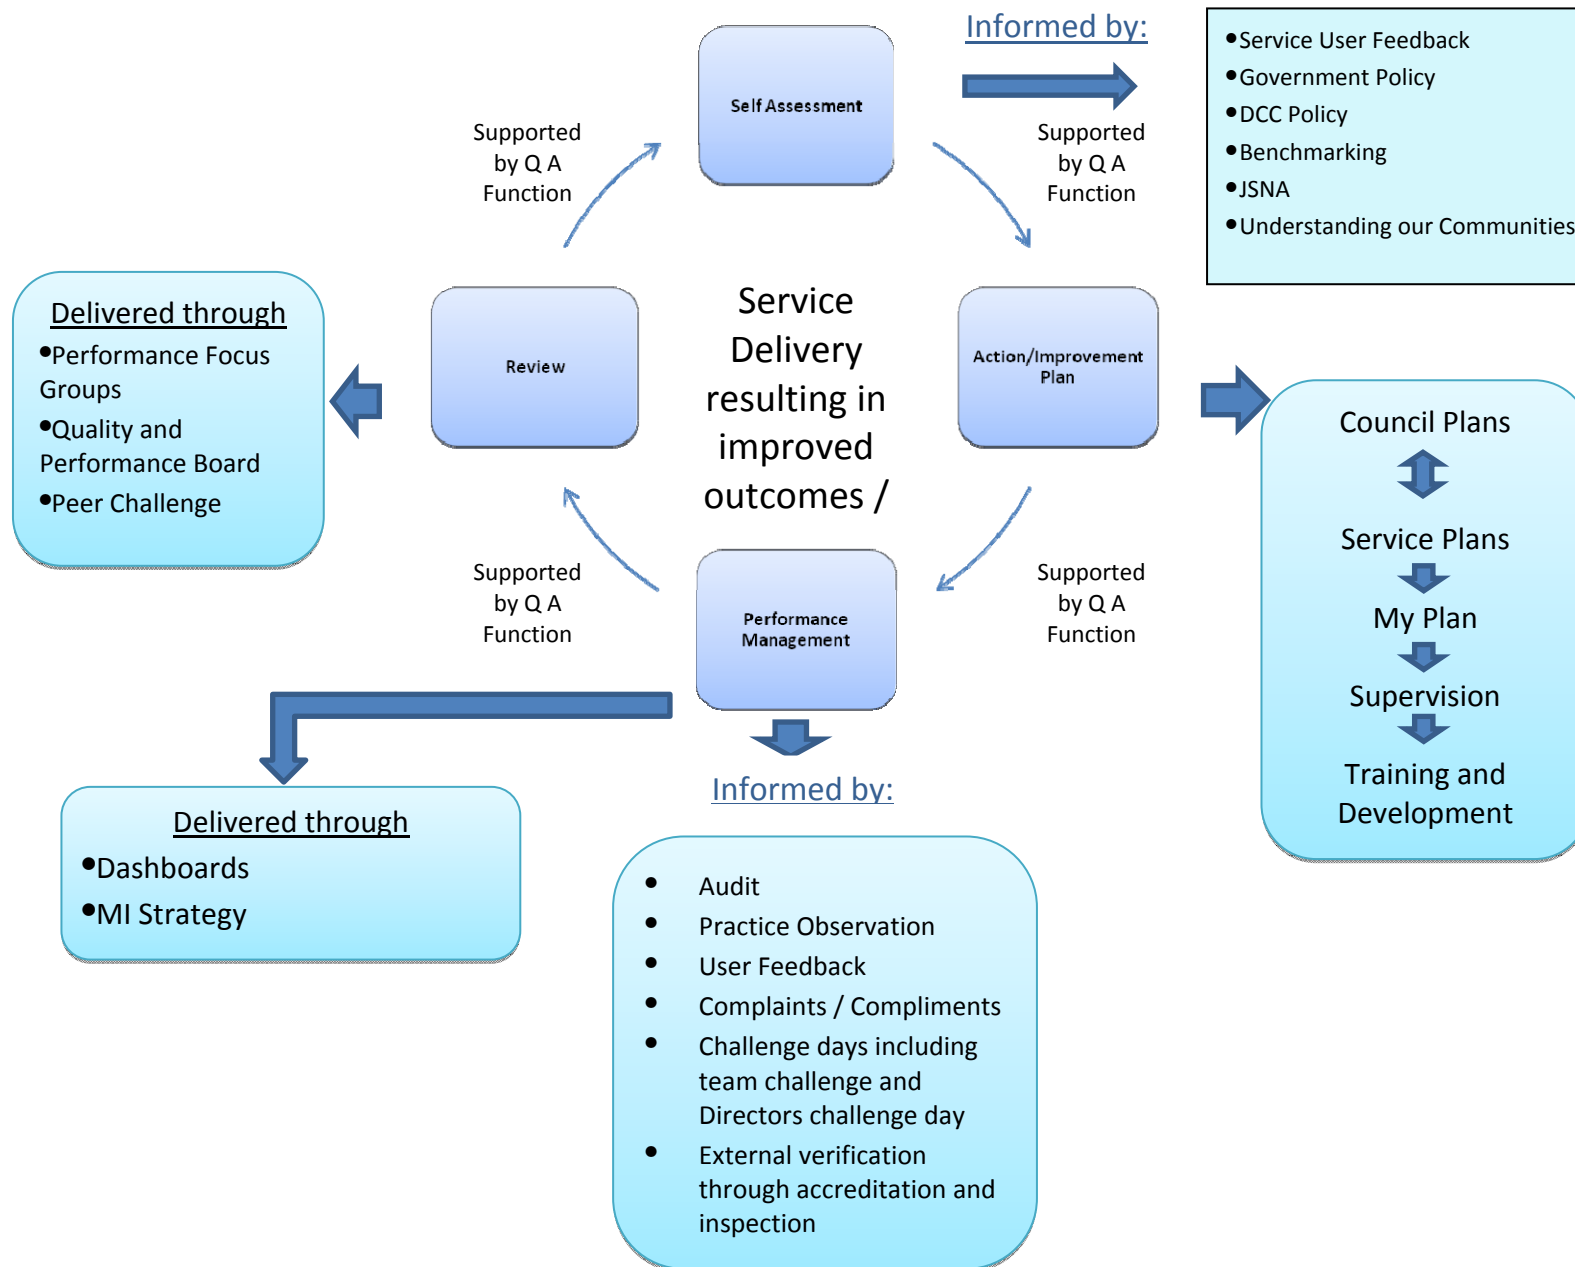 Informed by:
•Service User Feedback
•Government Policy
•DCC Policy
•Benchmarking
•JSNA
•Understanding our Communities
Self Assessment
Supported
by Q A
Function
Supported
by Q A
Function
Delivered through
•Performance Focus
Groups
•Quality and
Performance Board
•Peer Challenge
Review
Service
Delivery
resulting in
improved
outcomes /
Action/Improvement
Plan
Council Plans
Service Plans
My Plan
Supervision
Training and
Development
Supported
by Q A
Function
Performance
Management
Supported
by Q A
Function
Delivered through
•Dashboards
•MI Strategy
Informed by:
• Audit
• Practice Observation
• User Feedback
• Complaints / Compliments
• Challenge days including
team challenge and
Directors challenge day
• External verification
through accreditation and
inspection